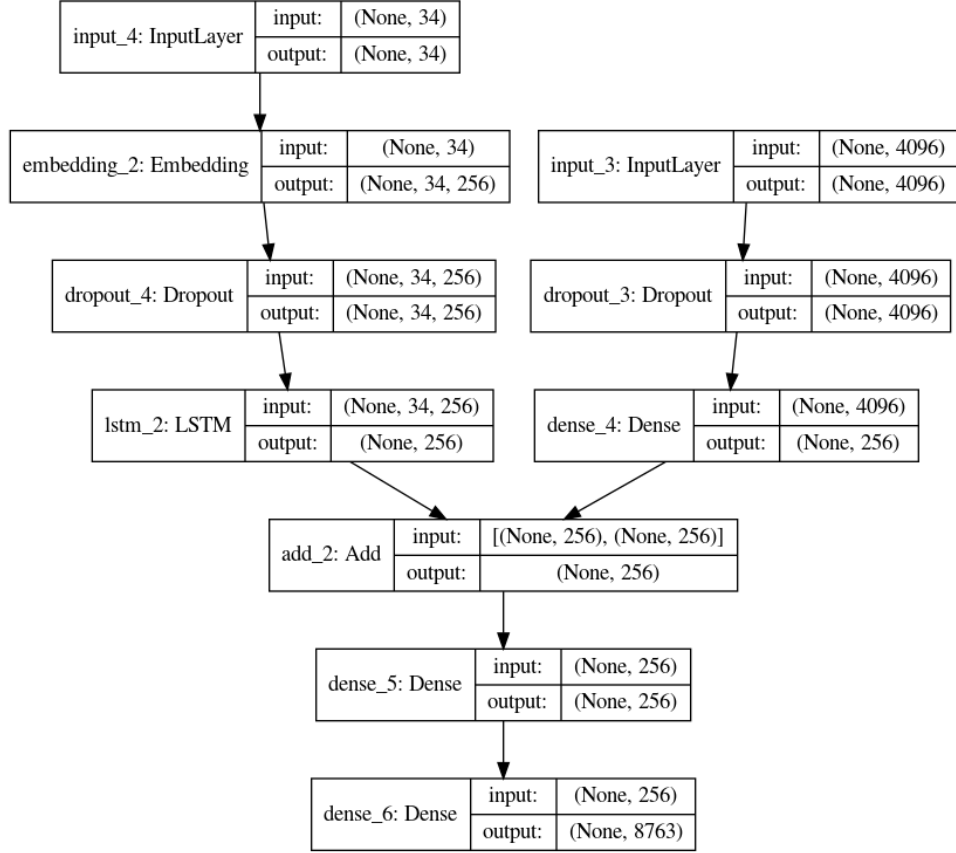 input_4: InputLayer
input: (None, 34)
output: (None, 34)
embedding_2: Embedding
input: (None, 34)
output: (None, 34, 256)
input_3: InputLayer
input: (None, 4096)
output: (None, 4096)
dropout_4: Dropout
input: (None, 34, 256)
output: (None, 34, 256)
dropout_3: Dropout
input: (None, 4096)
output: (None, 4096)
lstm_2: LSTM
input: (None, 34, 256)
output: (None, 256)
dense_4: Dense
input: (None, 4096)
output: (None, 256)
add_2: Add
input: [(None, 256), (None, 256)]
output: (None, 256)
dense_5: Dense
input: (None, 256)
output: (None, 256)
dense_6: Dense
input: (None, 256)
output: (None, 8763)